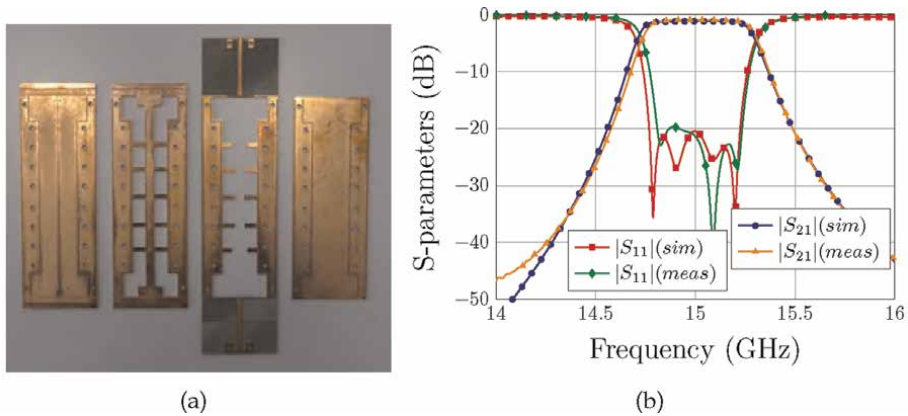 0
−10
−20
−30
−40
−50
S-parameters (dB)
|S₁₁|(sim)
|S₁₁|(meas)
|S₂₁|(sim)
|S₂₁|(meas)
14
14.5
15
15.5
16
Frequency (GHz)
(a)
(b)